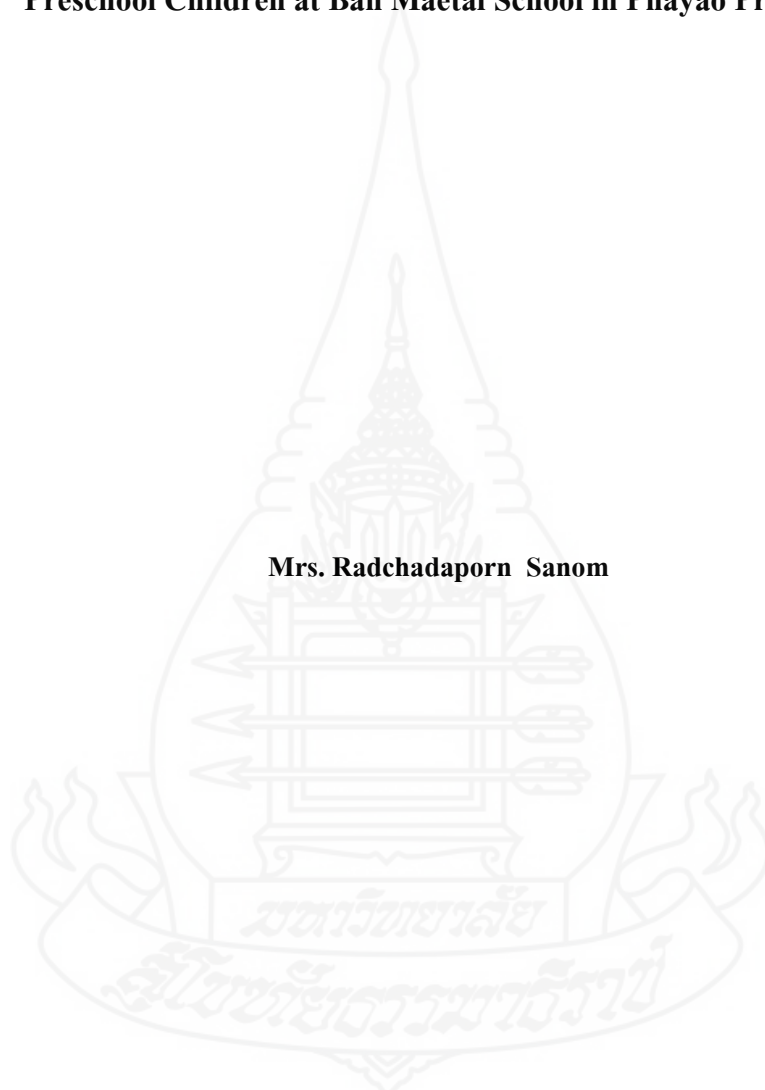 Preschool Children at Ban Maetai School in Phayao Pr
Mrs. Radchadaporn Sanom
มหาวิทยาลัย
สุโขทัยธรรมาธิราช